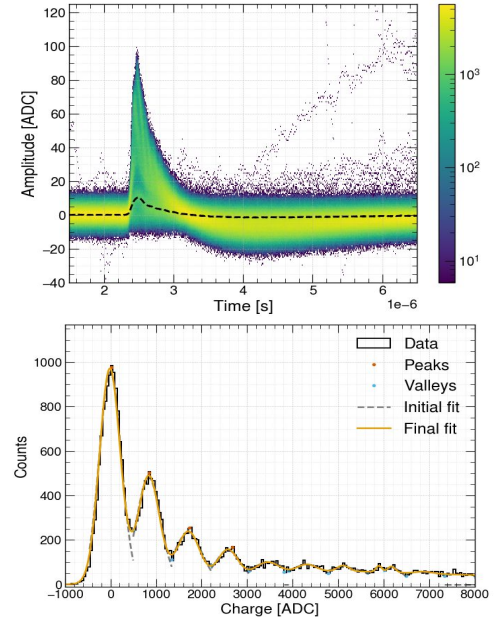 120
100
80
60
40
20
0
−20
−40
Amplitude [ADC]
2 3 4 5 6
Time [s]
1e−6
10³
10²
10¹
Data
Peaks
Valleys
Initial fit
Final fit
1000
800
600
400
200
0
Counts
−1000 0 1000 2000 3000 4000 5000 6000 7000 8000
Charge [ADC]